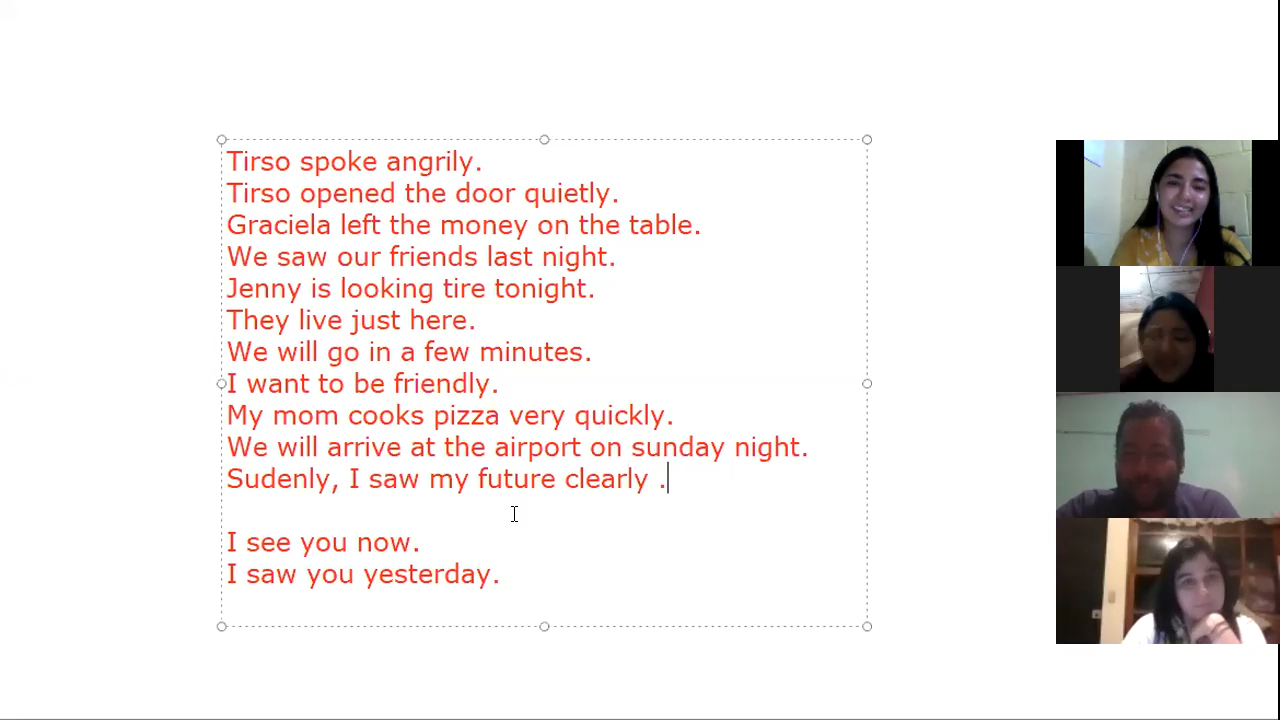 Tirso spoke angrily.
Tirso opened the door quietly.
Graciela left the money on the table.
We saw our friends last night.
Jenny is looking tire tonight.
They live just here.
We will go in a few minutes.
I want to be friendly.
My mom cooks pizza very quickly.
We will arrive at the airport on sunday night.
Sudenly, I saw my future clearly .
I see you now.
I saw you yesterday.